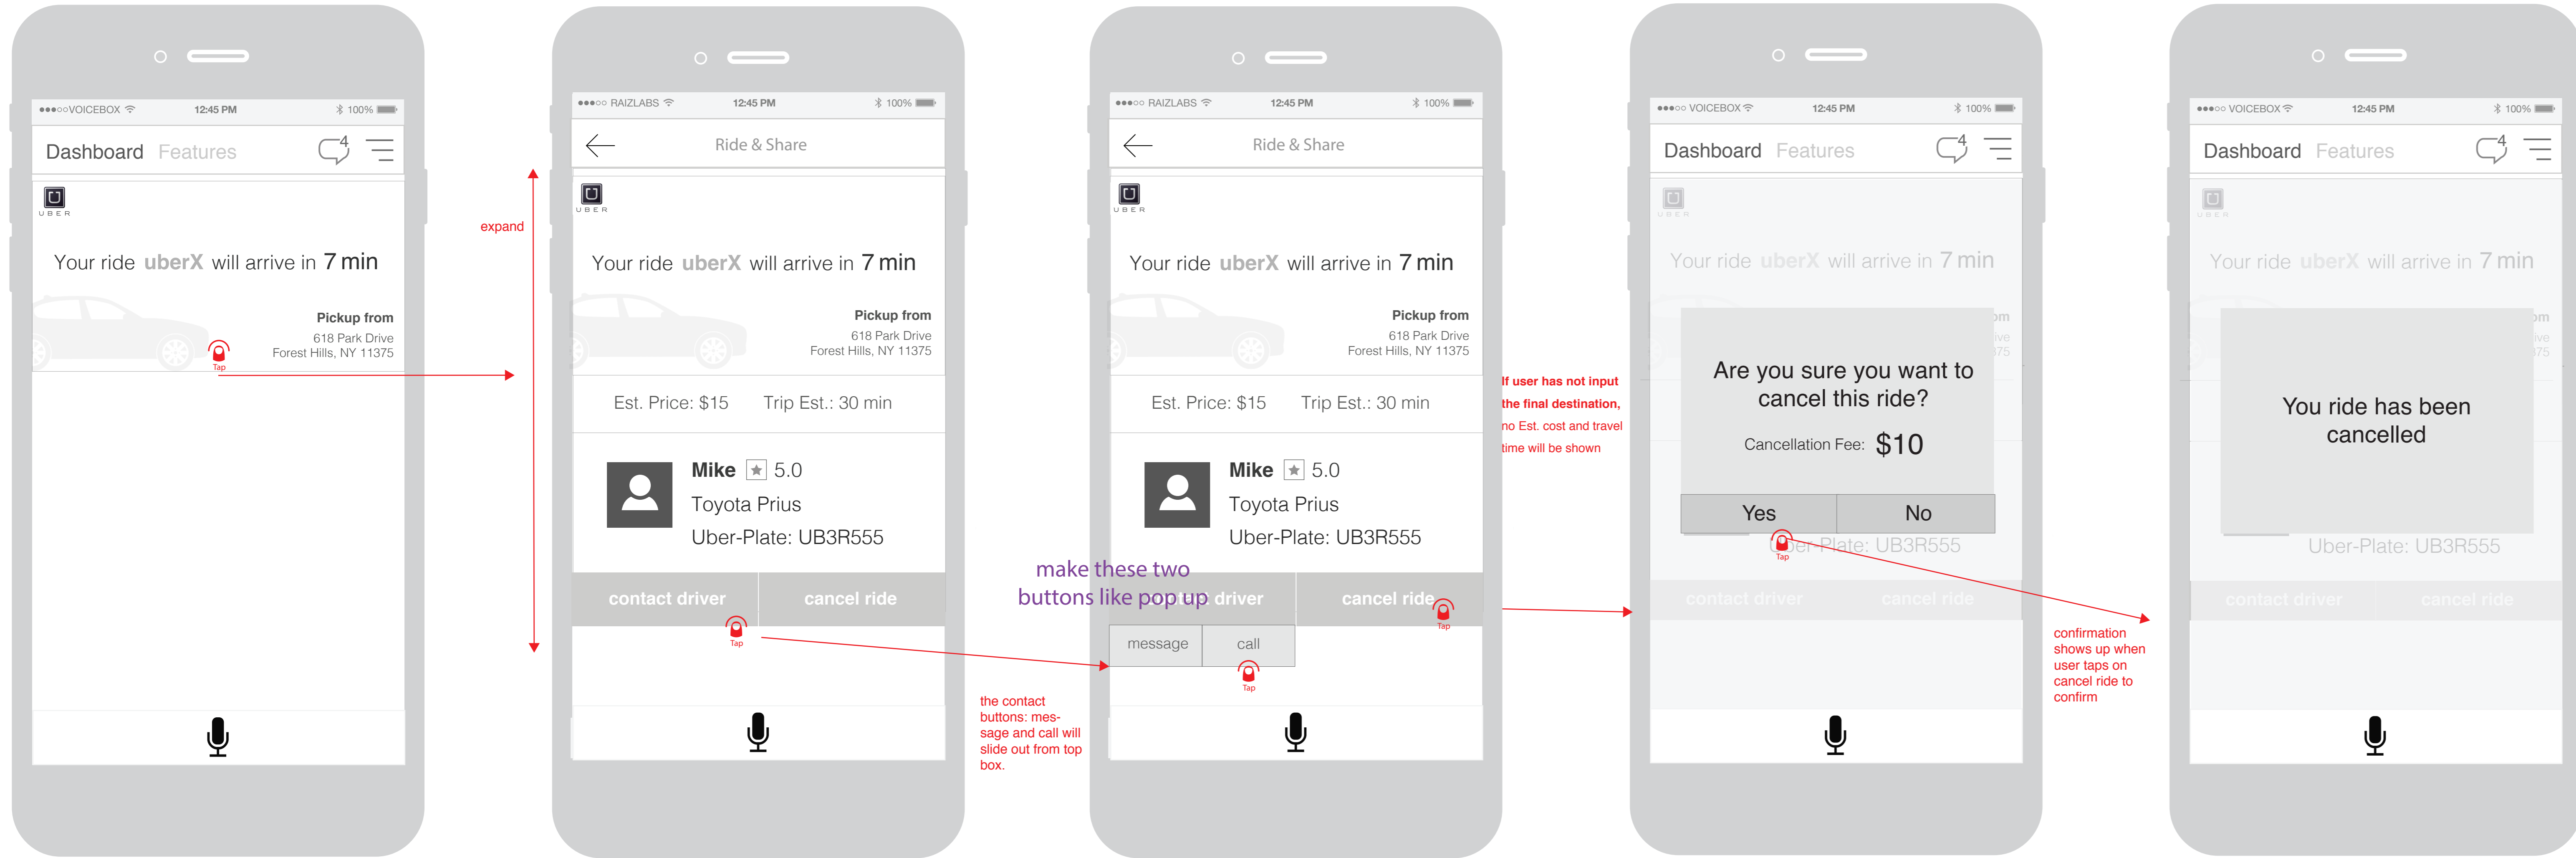 VOICEBOX 12:45 PM 100%
Dashboard Features 4
UBER
Your ride uberX will arrive in 7 min
Pickup from
618 Park Drive
Forest Hills, NY 11375
Tap
expand
RAIZLABS 12:45 PM 100%
Ride & Share
UBER
Your ride uberX will arrive in 7 min
Pickup from
618 Park Drive
Forest Hills, NY 11375
Est. Price: $15 Trip Est.: 30 min
Mike 5.0
Toyota Prius
Uber-Plate: UB3R555
contact driver cancel ride
Tap
the contact
buttons: mes-
sage and call will
slide out from top
box.
RAIZLABS 12:45 PM 100%
Ride & Share
UBER
Your ride uberX will arrive in 7 min
Pickup from
618 Park Drive
Forest Hills, NY 11375
Est. Price: $15 Trip Est.: 30 min
Mike 5.0
Toyota Prius
Uber-Plate: UB3R555
make these two
buttons like pop up
contact driver cancel ride
Tap
message call
Tap
If user has not input
the final destination,
no Est. cost and travel
time will be shown
VOICEBOX 12:45 PM 100%
Dashboard Features 4
UBER
Your ride uberX will arrive in 7 min
Are you sure you want to
cancel this ride?
Cancellation Fee: $10
Yes No
Tap
Uber-Plate: UB3R555
contact driver cancel ride
confirmation
shows up when
user taps on
cancel ride to
confirm
VOICEBOX 12:45 PM 100%
Dashboard Features 4
UBER
Your ride uberX will arrive in 7 min
You ride has been
cancelled
Uber-Plate: UB3R555
contact driver cancel ride